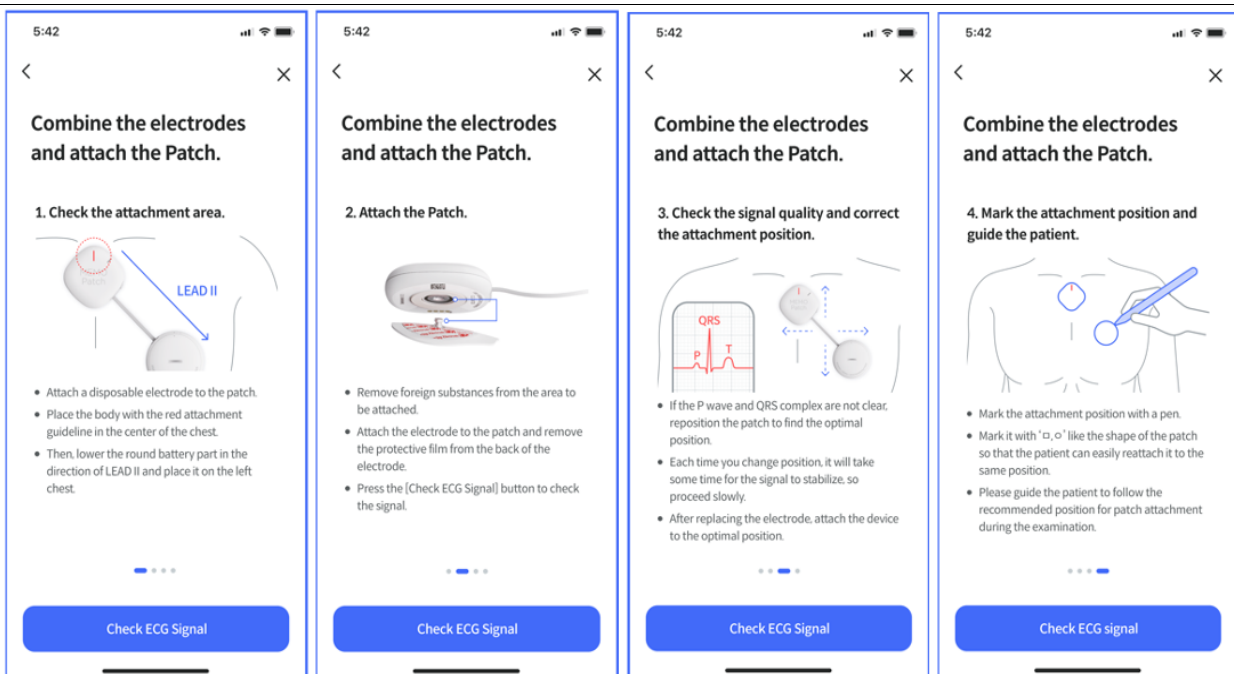 5:42
Combine the electrodes
and attach the Patch.
1. Check the attachment area.
Patch
LEAD II
• Attach a disposable electrode to the patch.
• Place the body with the red attachment
guideline in the center of the chest.
• Then, lower the round battery part in the
direction of LEAD II and place it on the left
chest.
Check ECG Signal
5:42
Combine the electrodes
and attach the Patch.
2. Attach the Patch.
• Remove foreign substances from the area to
be attached.
• Attach the electrode to the patch and remove
the protective film from the back of the
electrode.
• Press the [Check ECG Signal] button to check
the signal.
Check ECG Signal
5:42
Combine the electrodes
and attach the Patch.
3. Check the signal quality and correct
the attachment position.
QRS
P
T
• If the P wave and QRS complex are not clear,
reposition the patch to find the optimal
position.
• Each time you change position, it will take
some time for the signal to stabilize, so
proceed slowly.
• After replacing the electrode, attach the device
to the optimal position.
Check ECG Signal
5:42
Combine the electrodes
and attach the Patch.
4. Mark the attachment position and
guide the patient.
• Mark the attachment position with a pen.
• Mark it with ‘ㅁ,ㅇ’ like the shape of the patch
so that the patient can easily reattach it to the
same position.
• Please guide the patient to follow the
recommended position for patch attachment
during the examination.
Check ECG signal